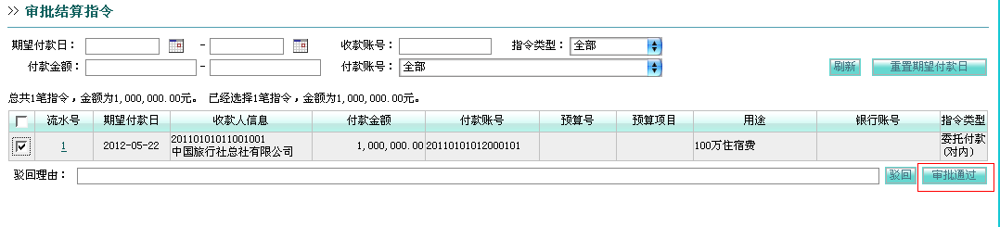 >> 审批结算指令
期望付款日： - 收款账号： 指令类型： 全部
付款金额： - 付款账号： 全部 刷新 重置期望付款日
总共1笔指令，金额为1,000,000.00元。 已经选择1笔指令，金额为1,000,000.00元。
流水号 期望付款日 收款人信息 付款金额 付款账号 预算号 预算项目 用途 银行账号 指令类型
1 2012-05-22 20110101011001001 1,000,000.00 20110101012000101 100万住宿费 委托付款
中国旅行社总社有限公司 (对内)
驳回理由： 驳回 审批通过